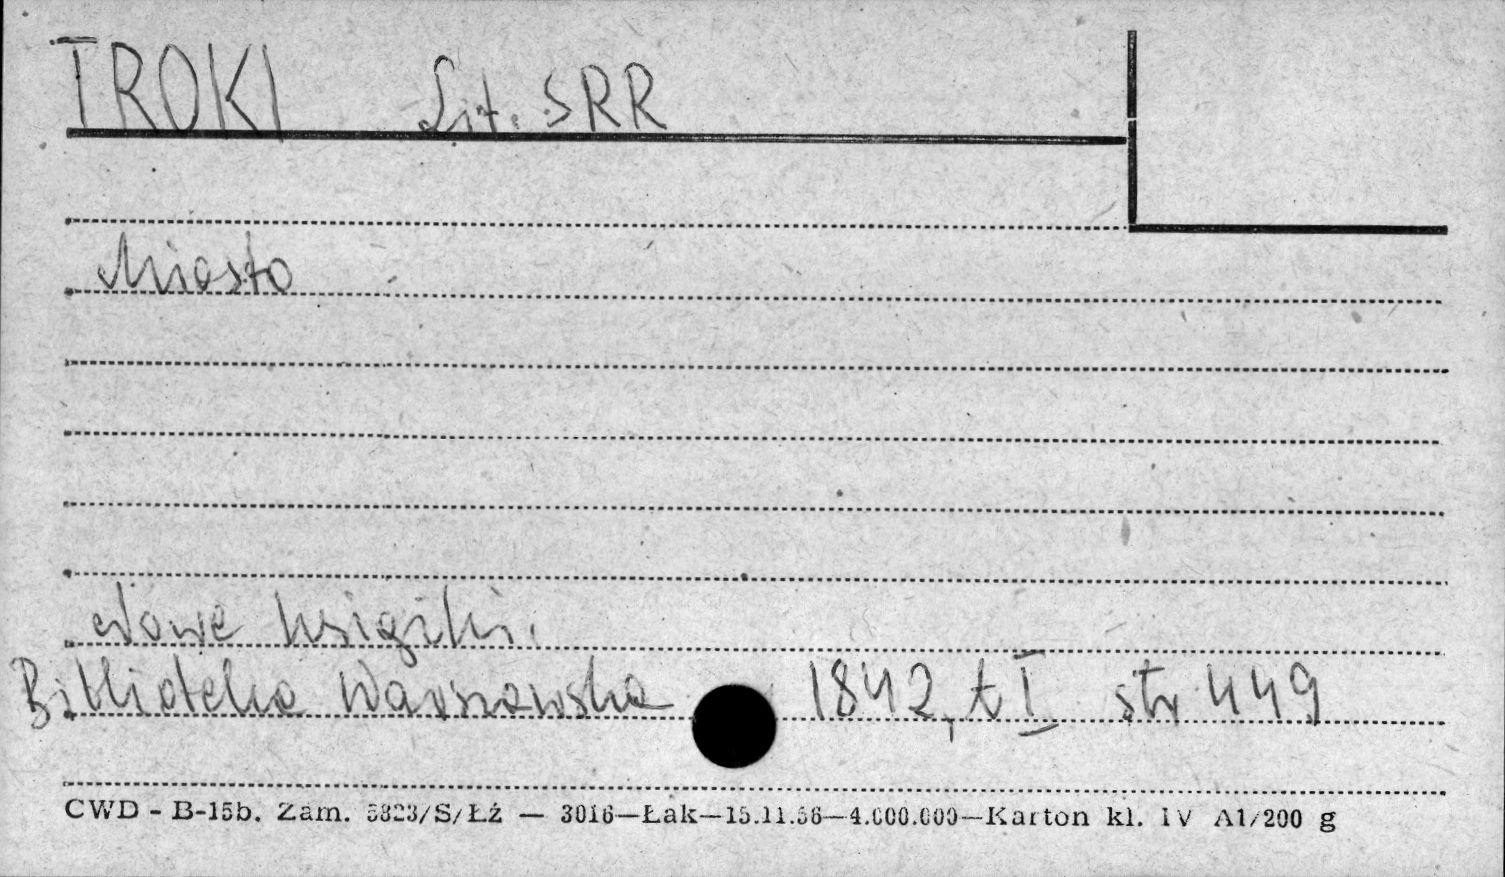 TROKI Lit. SRR
Miasto
Nowe książki.
Biblioteka Warszawska 1842, t I str 449
CWD - B-15b. Zam. 5823/S/Łź — 3016—Łak—15.11.56—4.000.000—Karton kl. IV A1/200 g